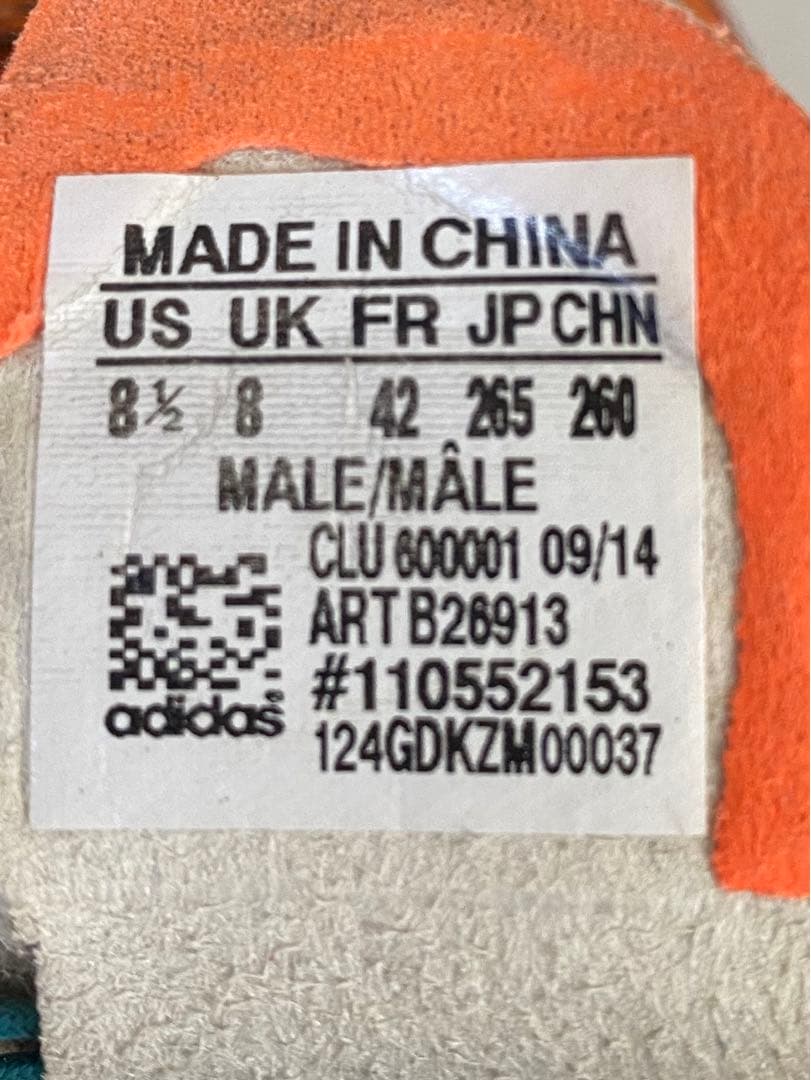 MADE IN CHINA
US UK FR JP CHN
8½ 8 42 265 260
MALE/MÂLE
CLU 600001 09/14
ART B26913
#110552153
adidas®
124GDKZM00037